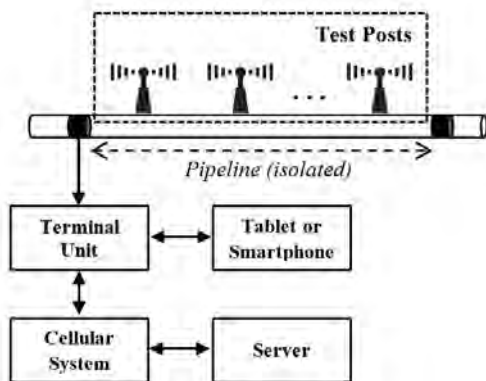 Test Posts
. . .
Pipeline (isolated)
Terminal
Unit
Tablet or
Smartphone
Cellular
System
Server